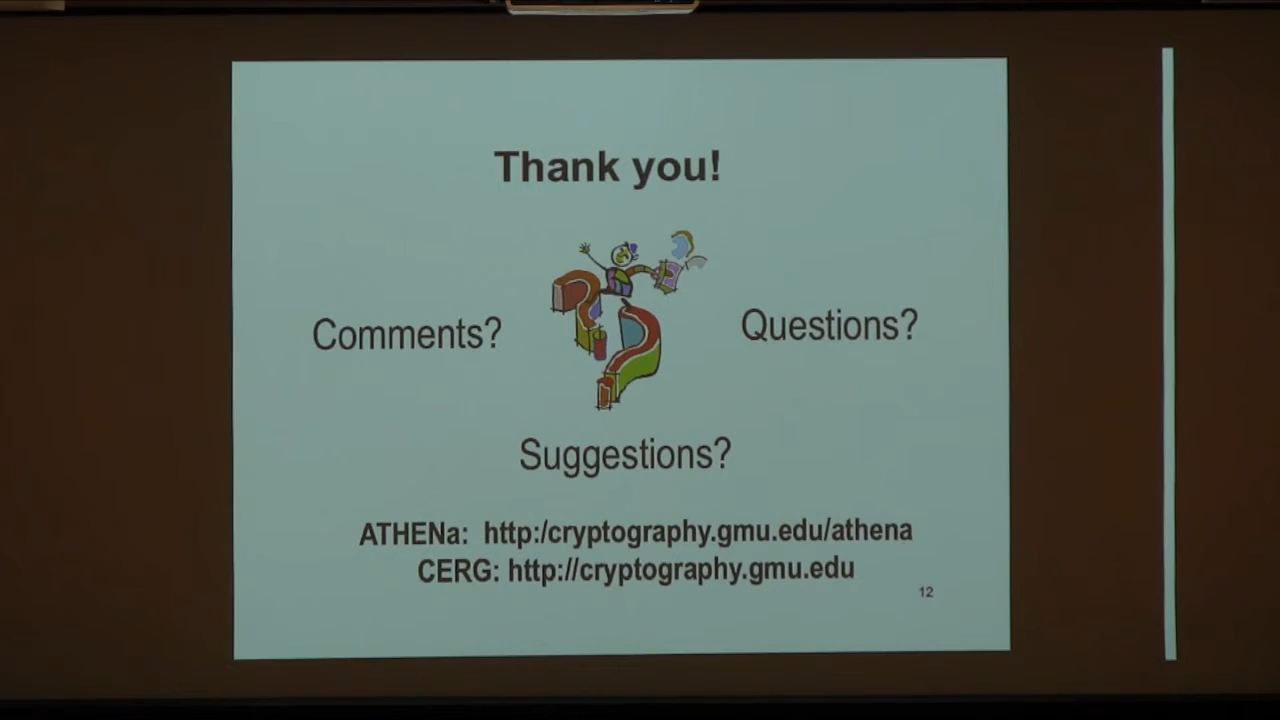 Thank you!
Comments?
Questions?
Suggestions?
ATHENa: http:/cryptography.gmu.edu/athena
CERG: http://cryptography.gmu.edu
12